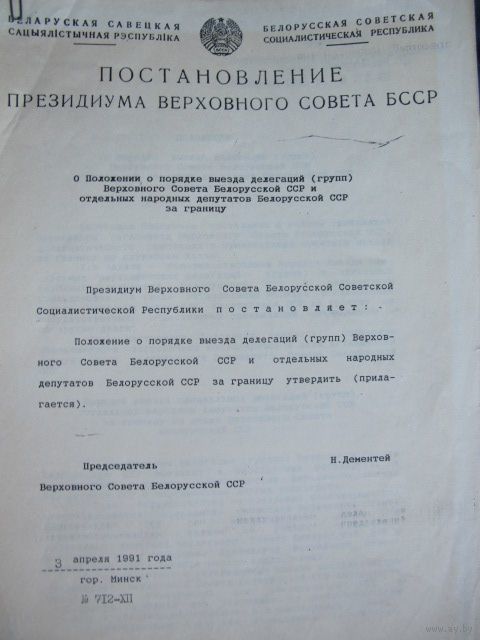 БЕЛАРУСКАЯ САВЕЦКАЯ
САЦЫЯЛІСТЫЧНАЯ РЭСПУБЛІКА
БЕЛОРУССКАЯ СОВЕТСКАЯ
СОЦИАЛИСТИЧЕСКАЯ РЕСПУБЛИКА
ПОСТАНОВЛЕНИЕ
ПРЕЗИДИУМА ВЕРХОВНОГО СОВЕТА БССР
О Положении о порядке выезда делегаций (групп)
Верховного Совета Белорусской ССР и
отдельных народных депутатов Белорусской ССР
за границу
Президиум Верховного Совета Белорусской Советской
Социалистической Республики п о с т а н о в л я е т :
Положение о порядке выезда делегаций (групп) Верхов-
ного Совета Белорусской ССР и отдельных народных
депутатов Белорусской ССР за границу утвердить (прила-
гается).
Председатель
Верховного Совета Белорусской ССР
Н.Дементей
3 апреля 1991 года
гор. Минск
№ 712-XII
www.ay.by